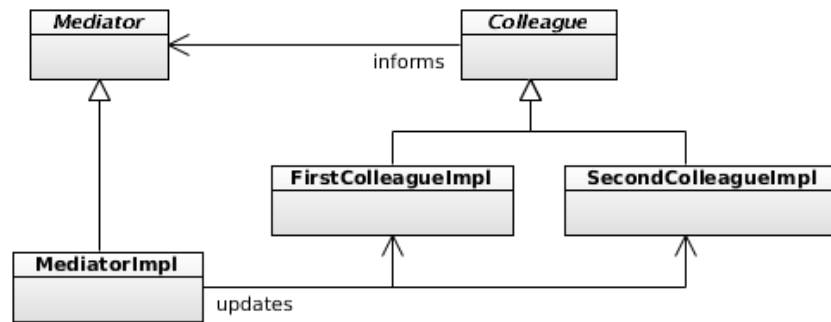 Mediator
Colleague
informs
FirstColleagueImpl
SecondColleagueImpl
MediatorImpl
updates